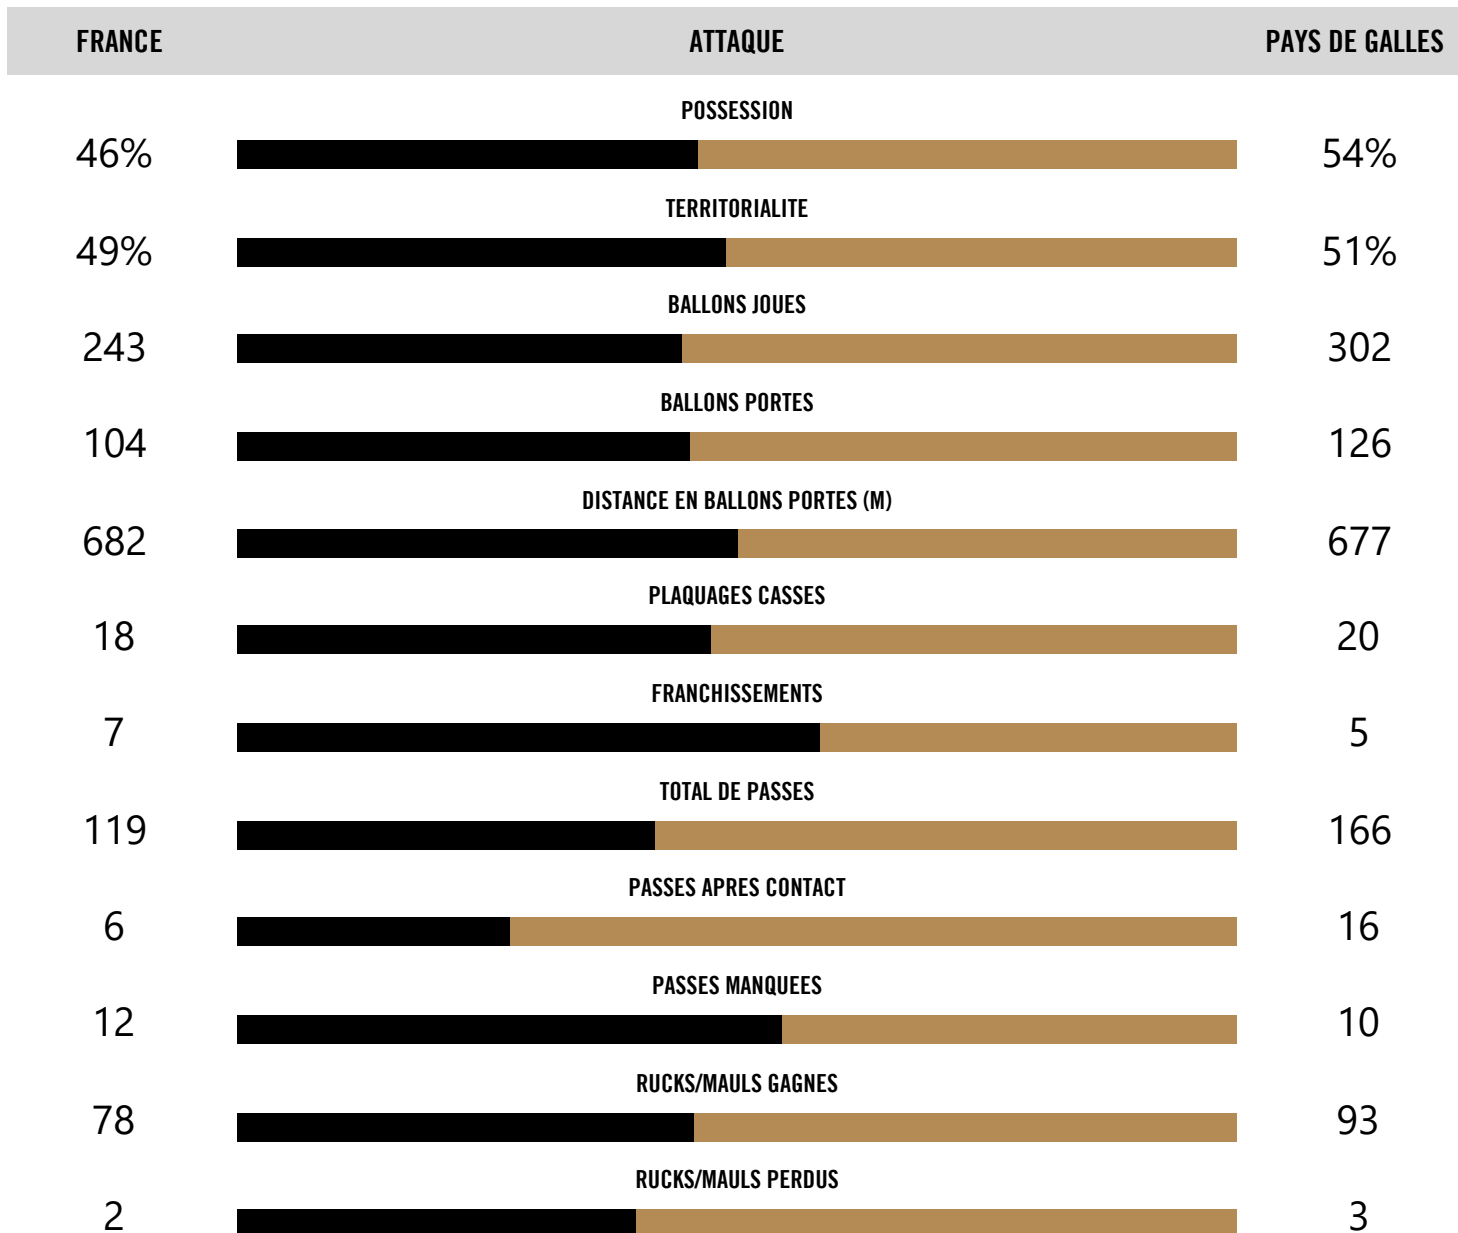 FRANCE ATTAQUE PAYS DE GALLES
POSSESSION
46% 54%
TERRITORIALITE
49% 51%
BALLONS JOUES
243 302
BALLONS PORTES
104 126
DISTANCE EN BALLONS PORTES (M)
682 677
PLAQUAGES CASSES
18 20
FRANCHISSEMENTS
7 5
TOTAL DE PASSES
119 166
PASSES APRES CONTACT
6 16
PASSES MANQUEES
12 10
RUCKS/MAULS GAGNES
78 93
RUCKS/MAULS PERDUS
2 3